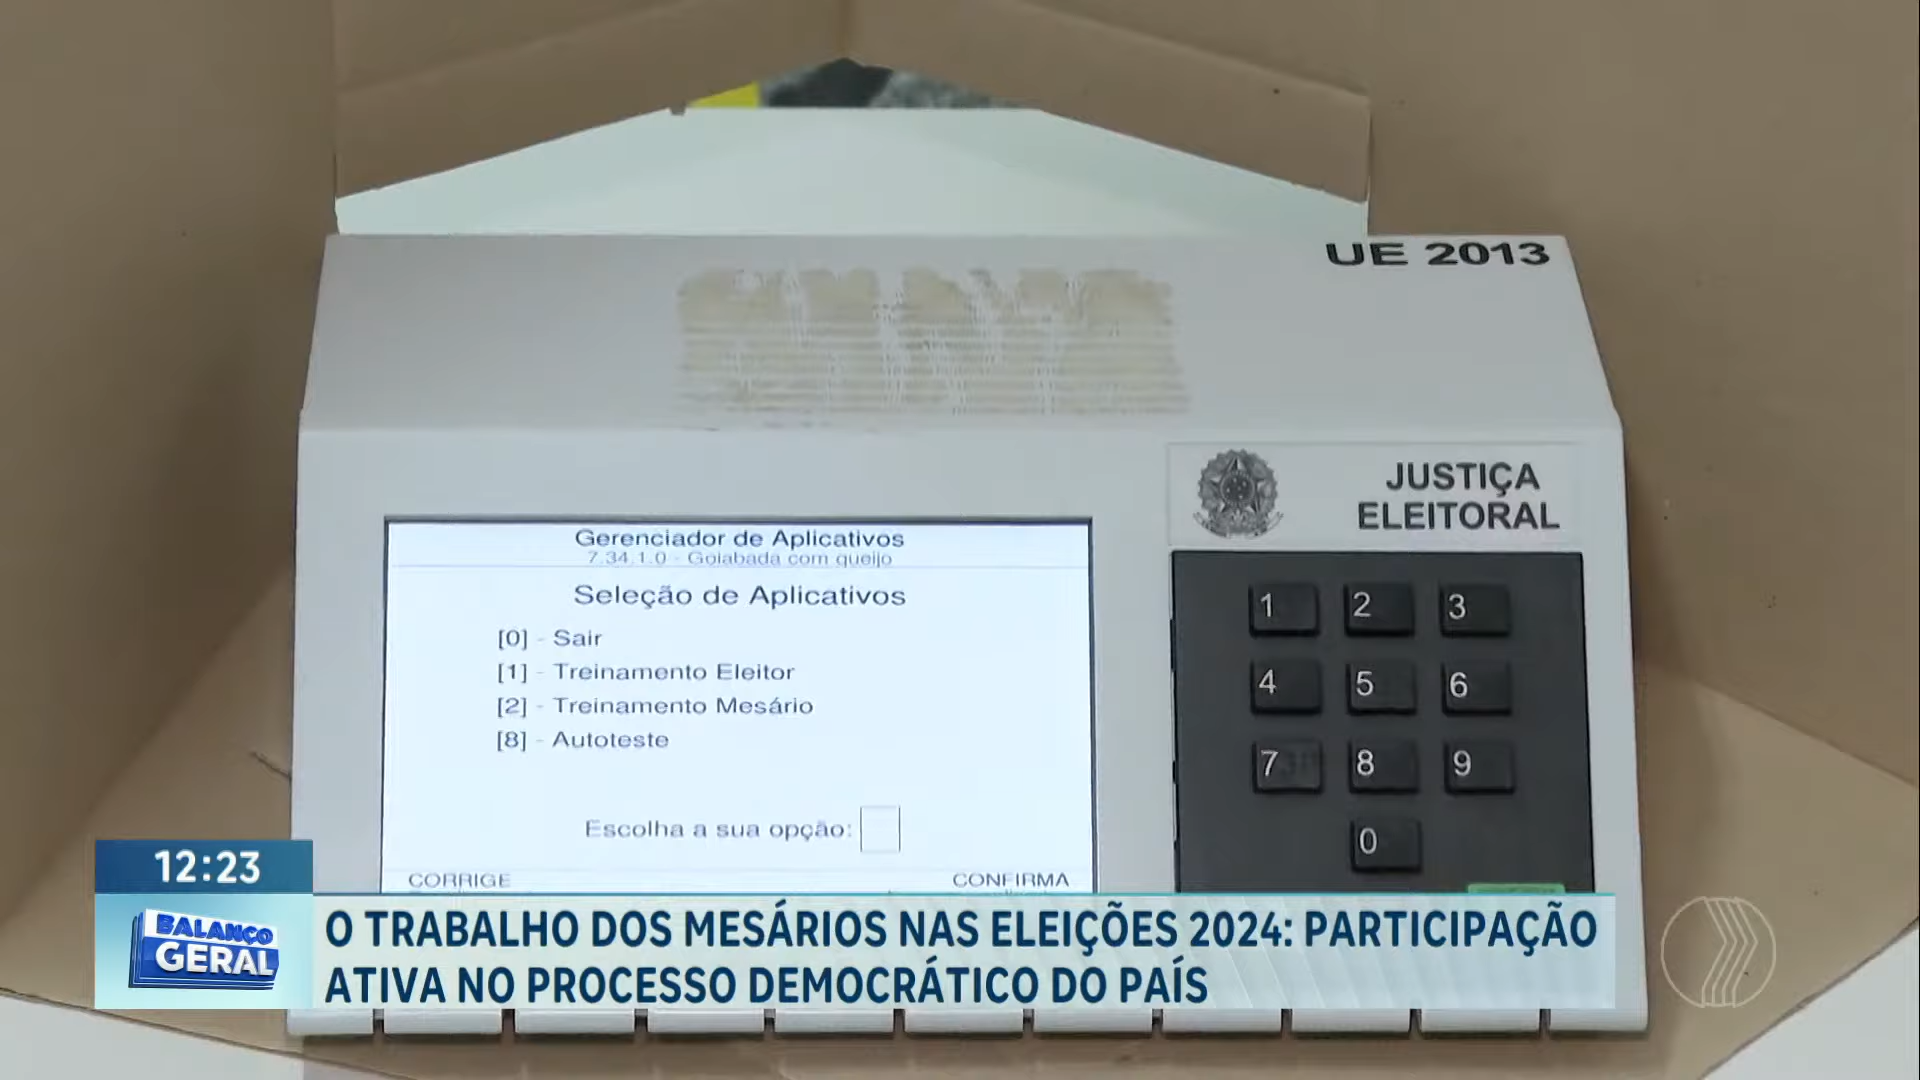 UE 2013
JUSTIÇA
ELEITORAL
Gerenciador de Aplicativos
7.34.1.0 - Goiabada com queijo
Seleção de Aplicativos
[0] - Sair
[1] - Treinamento Eleitor
[2] - Treinamento Mesário
[8] - Autoteste
Escolha a sua opção:
CORRIGE
CONFIRMA
1 2 3
4 5 6
7 8 9
0
12:23
BALANÇO
GERAL
O TRABALHO DOS MESÁRIOS NAS ELEIÇÕES 2024: PARTICIPAÇÃO
ATIVA NO PROCESSO DEMOCRÁTICO DO PAÍS